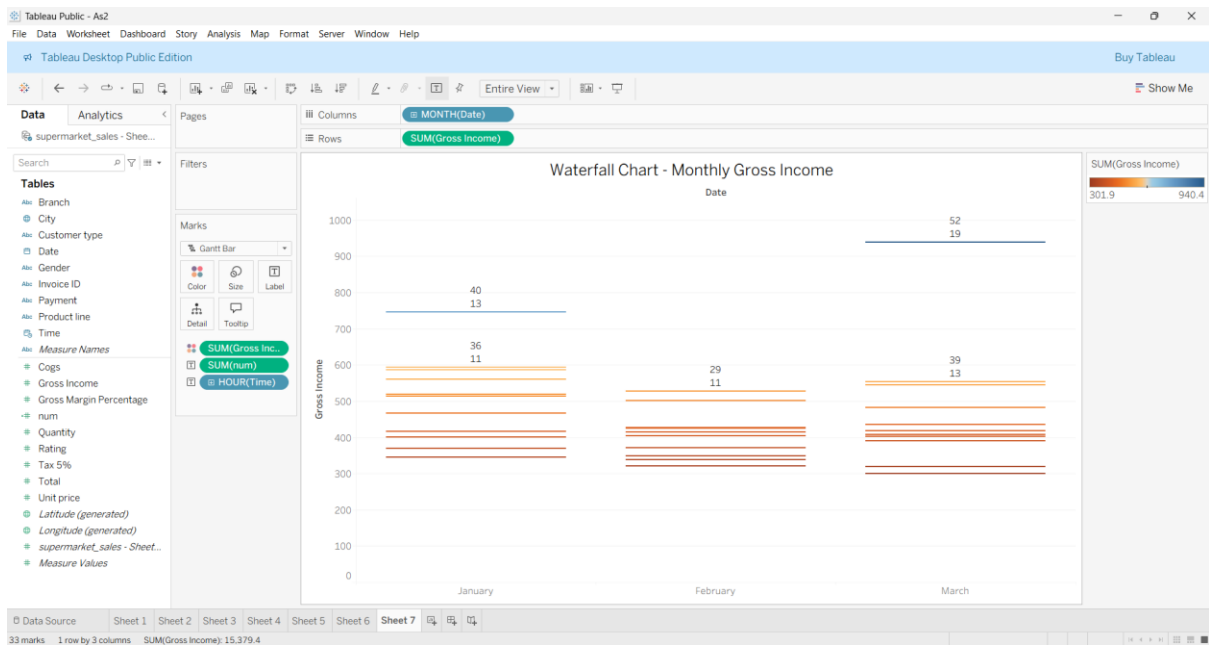 Tableau Public - As2
File Data Worksheet Dashboard Story Analysis Map Format Server Window Help
Tableau Desktop Public Edition
Buy Tableau
Entire View
Show Me
Data Analytics
supermarket_sales - Shee...
Search
Tables
Abc Branch
City
Abc Customer type
Date
Abc Gender
Abc Invoice ID
Abc Payment
Abc Product line
Time
Abc Measure Names
# Cogs
# Gross Income
# Gross Margin Percentage
=# num
# Quantity
# Rating
# Tax 5%
# Total
# Unit price
Latitude (generated)
Longitude (generated)
# supermarket_sales - Sheet...
# Measure Values
Pages
Filters
Marks
Gantt Bar
Color Size Label
Detail Tooltip
SUM(Gross Inc..
SUM(num)
HOUR(Time)
Columns
MONTH(Date)
Rows
SUM(Gross Income)
Waterfall Chart - Monthly Gross Income
Date
Gross Income
1000
900
800
700
600
500
400
300
200
100
0
40
13
36
11
29
11
52
19
39
13
January February March
SUM(Gross Income)
301.9 940.4
Data Source Sheet 1 Sheet 2 Sheet 3 Sheet 4 Sheet 5 Sheet 6 Sheet 7
33 marks 1 row by 3 columns SUM(Gross Income): 15,379.4